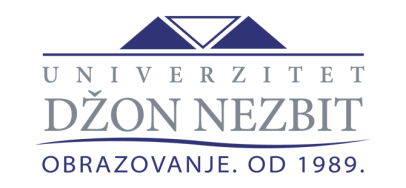 UNIVERZITET
DŽON NEZBIT
OBRAZOVANJE. OD 1989.